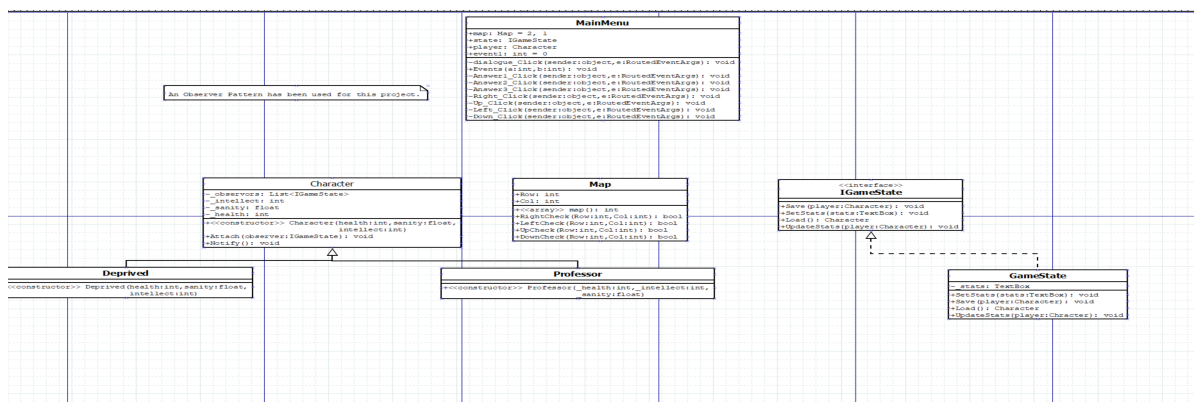 MainMenu
+map: Map = 2, 1
+state: IGameState
+player: Character
+event1: int = 0
-dialogue_Click(sender:object,e:RoutedEventArgs): void
+Events(a:int,b:int): void
-Answer1_Click(sender:object,e:RoutedEventArgs): void
-Answer2_Click(sender:object,e:RoutedEventArgs): void
-Answer3_Click(sender:object,e:RoutedEventArgs): void
-Right_Click(sender:object,e:RoutedEventArgs): void
-Up_Click(sender:object,e:RoutedEventArgs): void
-Left_Click(sender:object,e:RoutedEventArgs): void
-Down_Click(sender:object,e:RoutedEventArgs): void
An Observer Pattern has been used for this project.
Character
-_observors: List<IGameState>
-_intellect: int
-_sanity: float
-_health: int
+<<constructor>> Character(health:int,sanity:float,
intellect:int)
+Attach(observer:IGameState): void
+Notify(): void
Map
+Row: int
+Col: int
+<<array>> map(): int
+RightCheck(Row:int,Col:int): bool
+LeftCheck(Row:int,Col:int): bool
+UpCheck(Row:int,Col:int): bool
+DownCheck(Row:int,Col:int): bool
<<interface>>
IGameState
+Save(player:Character): void
+SetStats(stats:TextBox): void
+Load(): Character
+UpdateStats(player:Character): void
Deprived
<<constructor>> Deprived(health:int,sanity:float,
intellect:int)
Professor
+<<constructor>> Professor(_health:int,_intellect:int,
_sanity:float)
GameState
-_stats: TextBox
+SetStats(stats:TextBox): void
+Save(player:Character): void
+Load(): Character
+UpdateStats(player:Chracter): void